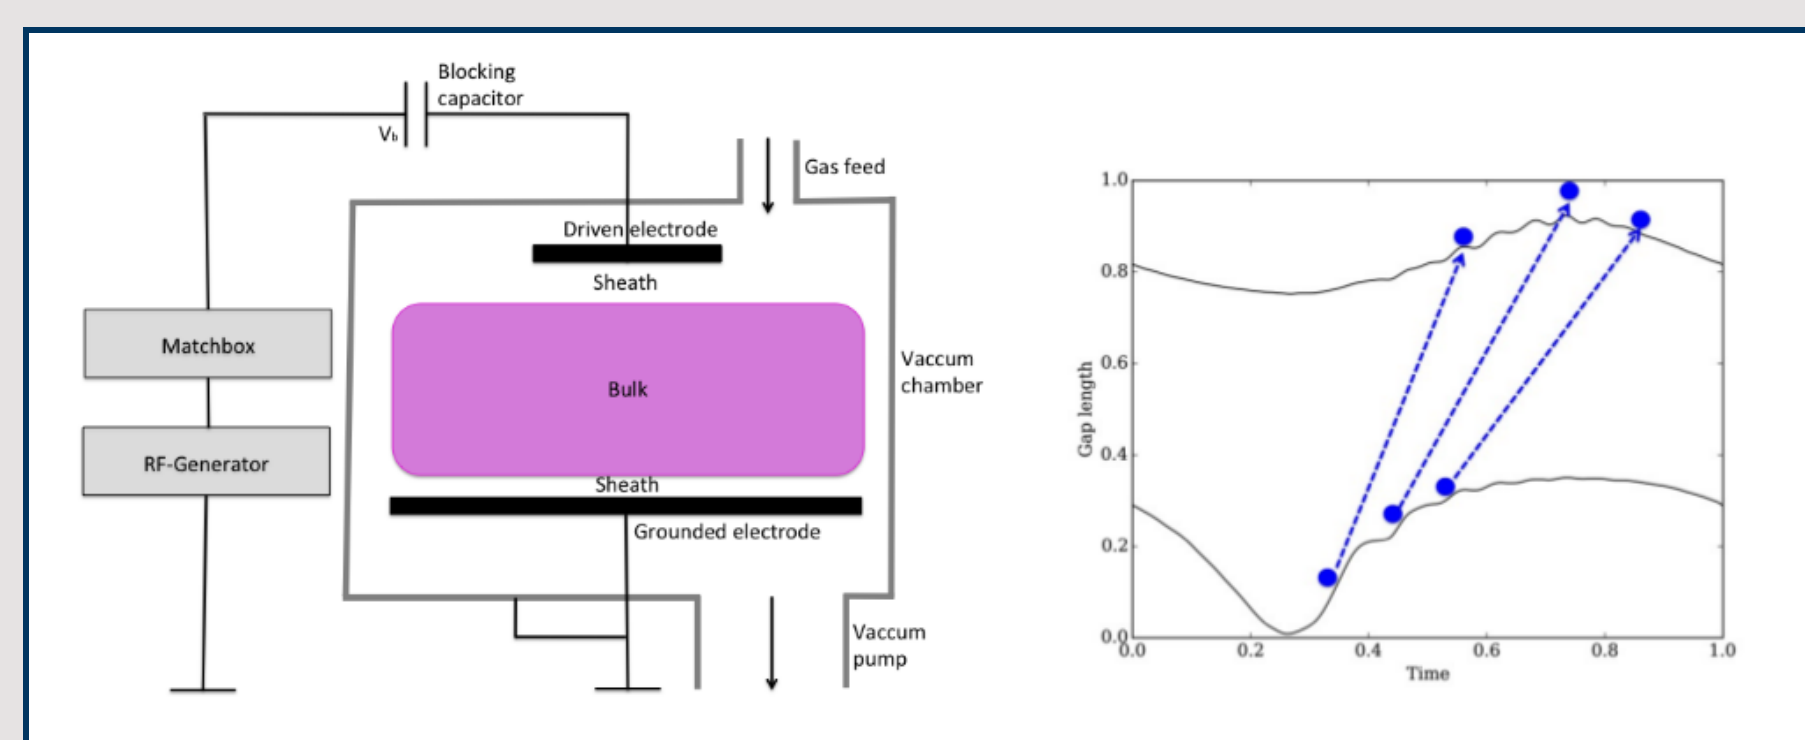 Blocking
capacitor
Vb
Gas feed
Driven electrode
Sheath
Matchbox
Bulk
Vaccum
chamber
RF-Generator
Sheath
Grounded electrode
Vaccum
pump
1.0
0.8
0.6
0.4
0.2
0.0
Gap length
0.0 0.2 0.4 0.6 0.8 1.0
Time